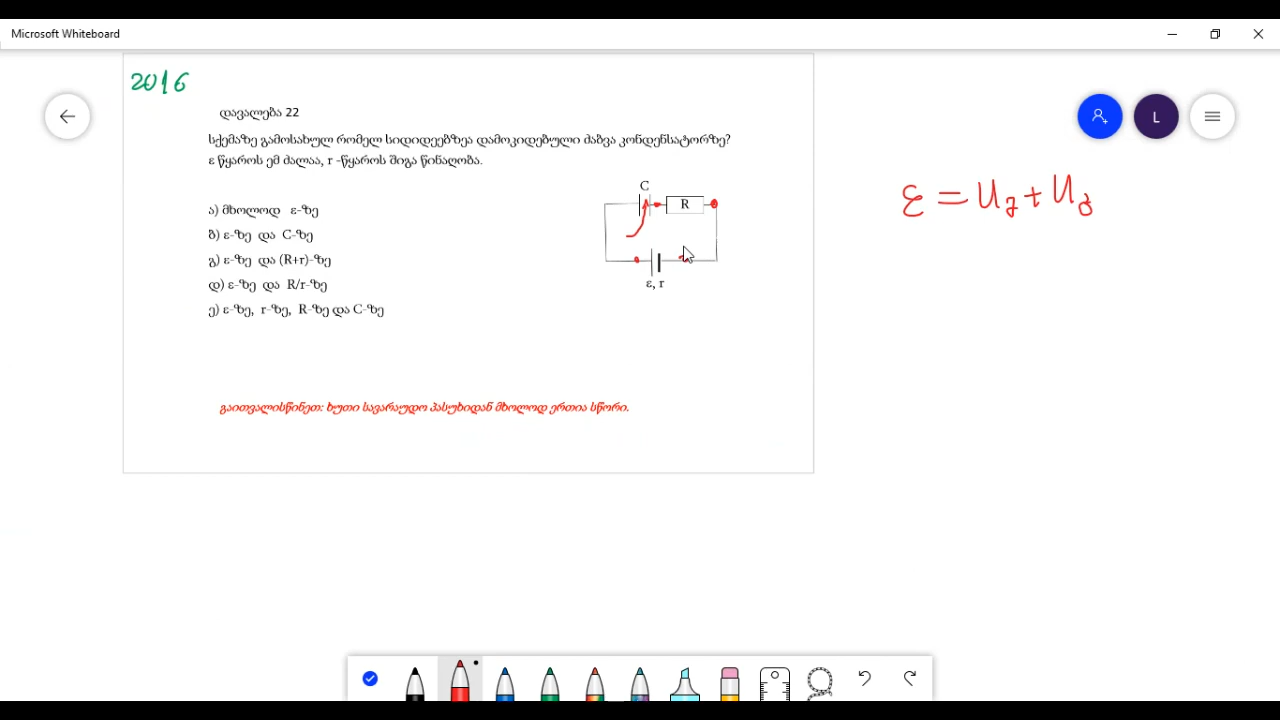 Microsoft Whiteboard
2016
დავალება 22
სქემაზე გამოსახულ რომელ სიდიდეებზეა დამოკიდებული ძაბვა კონდენსატორზე?
ε წყაროს ემ ძალაა, r -წყაროს შიგა წინაღობა.
ა) მხოლოდ ε-ზე
ბ) ε-ზე და C-ზე
გ) ε-ზე და (R+r)-ზე
დ) ε-ზე და R/r-ზე
ე) ε-ზე, r-ზე, R-ზე და C-ზე
C
R
ε, r
გაითვალისწინეთ: ხუთი სავარაუდო პასუხიდან მხოლოდ ერთია სწორი.
L
ε = U + U